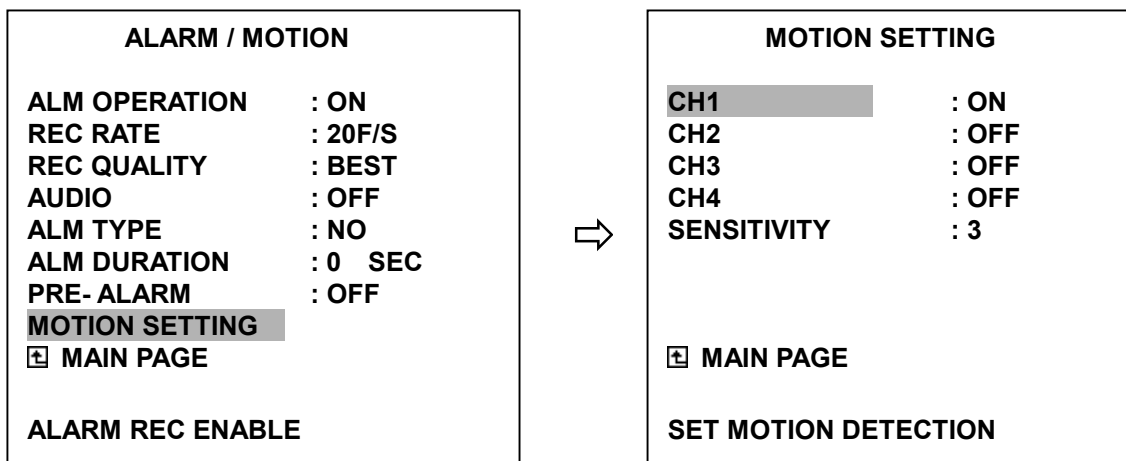 ALARM / MOTION
ALM OPERATION : ON
REC RATE : 20F/S
REC QUALITY : BEST
AUDIO : OFF
ALM TYPE : NO
ALM DURATION : 0 SEC
PRE- ALARM : OFF
MOTION SETTING
MAIN PAGE
ALARM REC ENABLE
MOTION SETTING
CH1 : ON
CH2 : OFF
CH3 : OFF
CH4 : OFF
SENSITIVITY : 3
MAIN PAGE
SET MOTION DETECTION